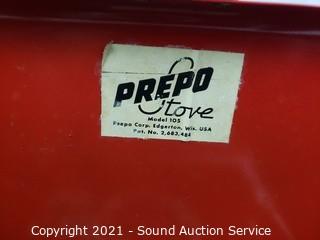 PREPO
Stove
Model 105
Prepo Corp. Edgerton, Wis. USA
Pat. No. 2,683,484
Copyright 2021 - Sound Auction Service